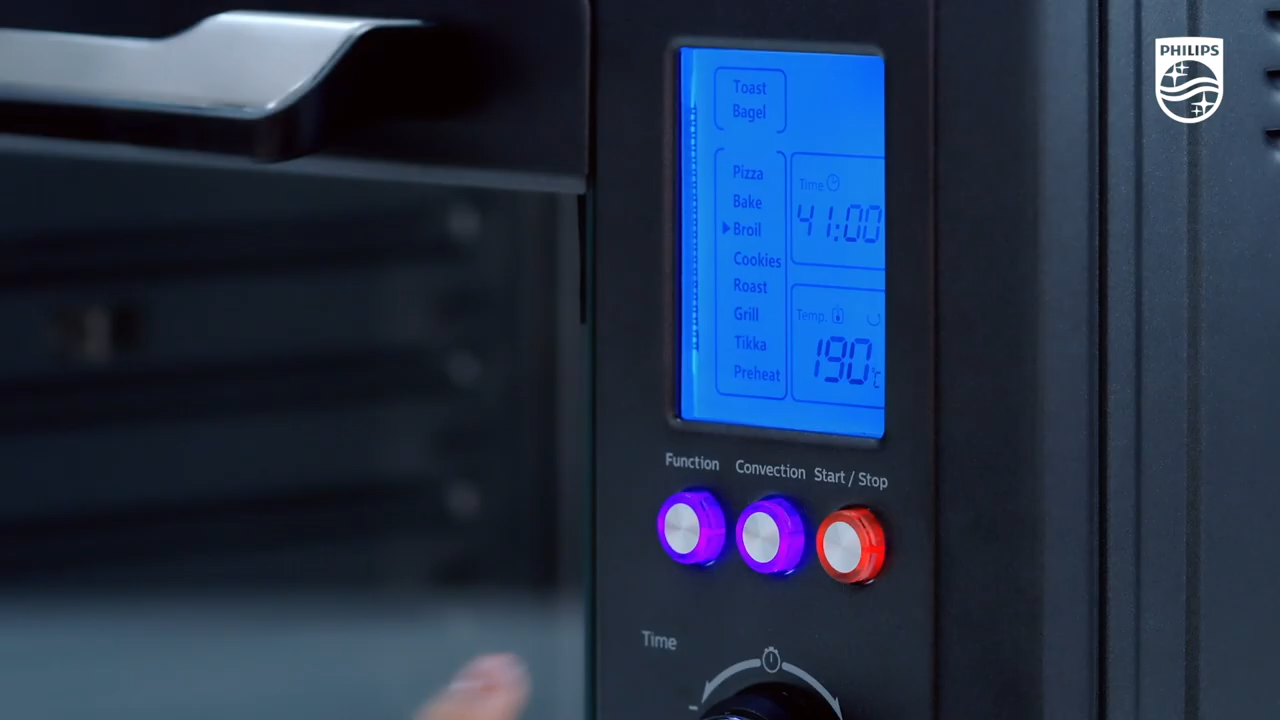 PHILIPS
Toast
Bagel
Pizza
Bake
Broil
Cookies
Roast
Grill
Tikka
Preheat
Time
41:00
Temp.
190°C
Function
Convection
Start / Stop
Time